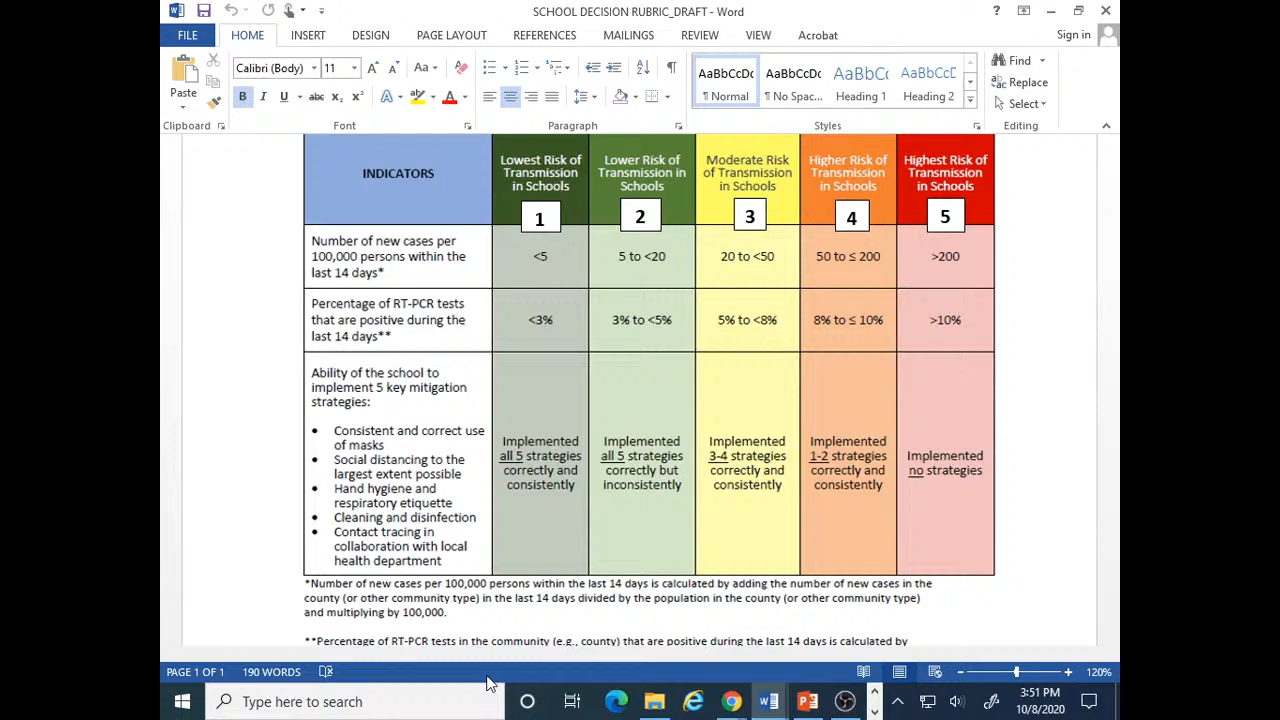 SCHOOL DECISION RUBRIC_DRAFT - Word
FILE HOME INSERT DESIGN PAGE LAYOUT REFERENCES MAILINGS REVIEW VIEW Acrobat Sign in
Paste
Calibri (Body) 11
Aa
B I U abc x₂ x² A A
AaBbCcDc AaBbCcDc AaBbCc AaBbCcDc
¶ Normal ¶ No Spac... Heading 1 Heading 2
Find
Replace
Select
Clipboard Font Paragraph Styles Editing
INDICATORS
Lowest Risk of
Transmission
in Schools
1
Lower Risk of
Transmission in
Schools
2
Moderate Risk
of Transmission
in Schools
3
Higher Risk of
Transmission
in Schools
4
Highest Risk of
Transmission
in Schools
5
Number of new cases per
100,000 persons within the
last 14 days*
<5
5 to <20
20 to <50
50 to ≤ 200
>200
Percentage of RT-PCR tests
that are positive during the
last 14 days**
<3%
3% to <5%
5% to <8%
8% to ≤ 10%
>10%
Ability of the school to
implement 5 key mitigation
strategies:
• Consistent and correct use
of masks
• Social distancing to the
largest extent possible
• Hand hygiene and
respiratory etiquette
• Cleaning and disinfection
• Contact tracing in
collaboration with local
health department
Implemented
all 5 strategies
correctly and
consistently
Implemented
all 5 strategies
correctly but
inconsistently
Implemented
3-4 strategies
correctly and
consistently
Implemented
1-2 strategies
correctly and
consistently
Implemented
no strategies
*Number of new cases per 100,000 persons within the last 14 days is calculated by adding the number of new cases in the
county (or other community type) in the last 14 days divided by the population in the county (or other community type)
and multiplying by 100,000.
**Percentage of RT-PCR tests in the community (e.g., county) that are positive during the last 14 days is calculated by
PAGE 1 OF 1 190 WORDS 120%
Type here to search
3:51 PM
10/8/2020